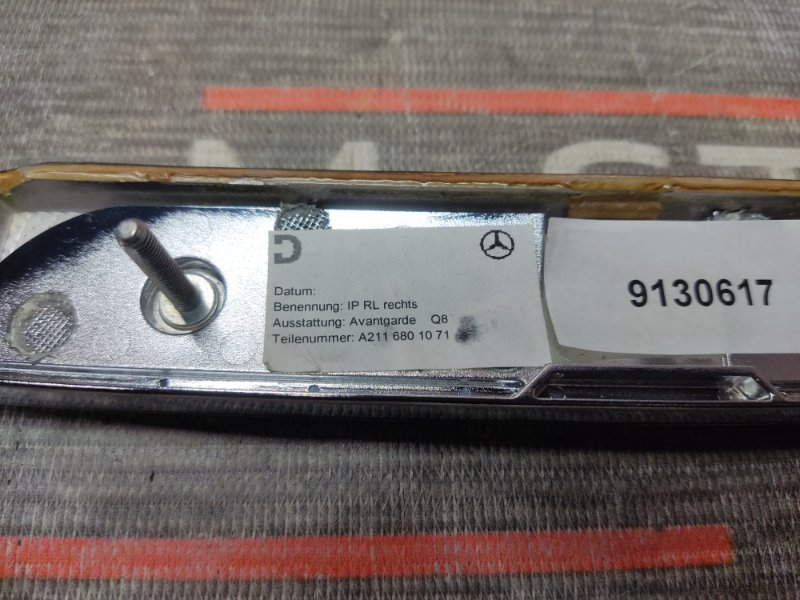 D
Datum:
Benennung: IP RL rechts
Ausstattung: Avantgarde Q8
Teilenummer: A211 680 10 71
9130617